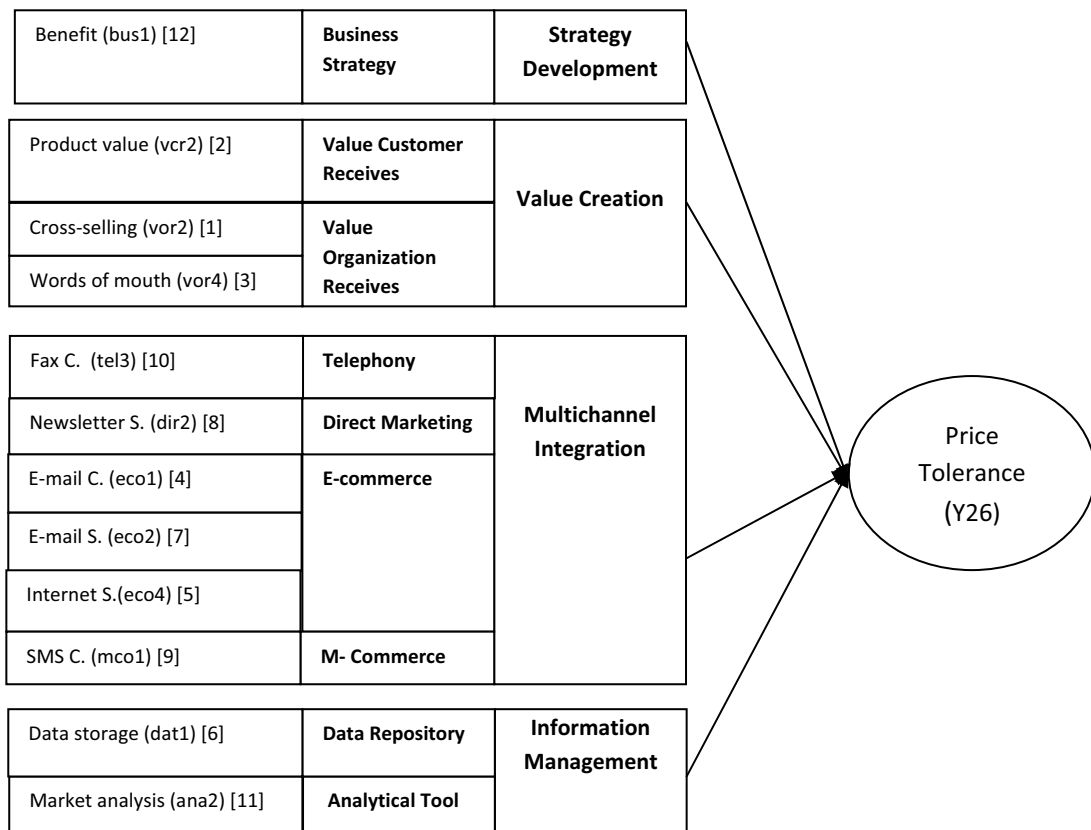 Benefit (bus1) [12]
Business
Strategy
Strategy
Development
Product value (vcr2) [2]
Value Customer
Receives
Value Creation
Cross-selling (vor2) [1]
Words of mouth (vor4) [3]
Value
Organization
Receives
Fax C.  (tel3) [10]
Telephony
Multichannel
Integration
Newsletter S. (dir2) [8]
Direct Marketing
E-mail C. (eco1) [4]
E-commerce
E-mail S. (eco2) [7]
Internet S.(eco4) [5]
SMS C. (mco1) [9]
M- Commerce
Data storage (dat1) [6]
Data Repository
Information
Management
Market analysis (ana2) [11]
Analytical Tool
Price
Tolerance
(Y26)